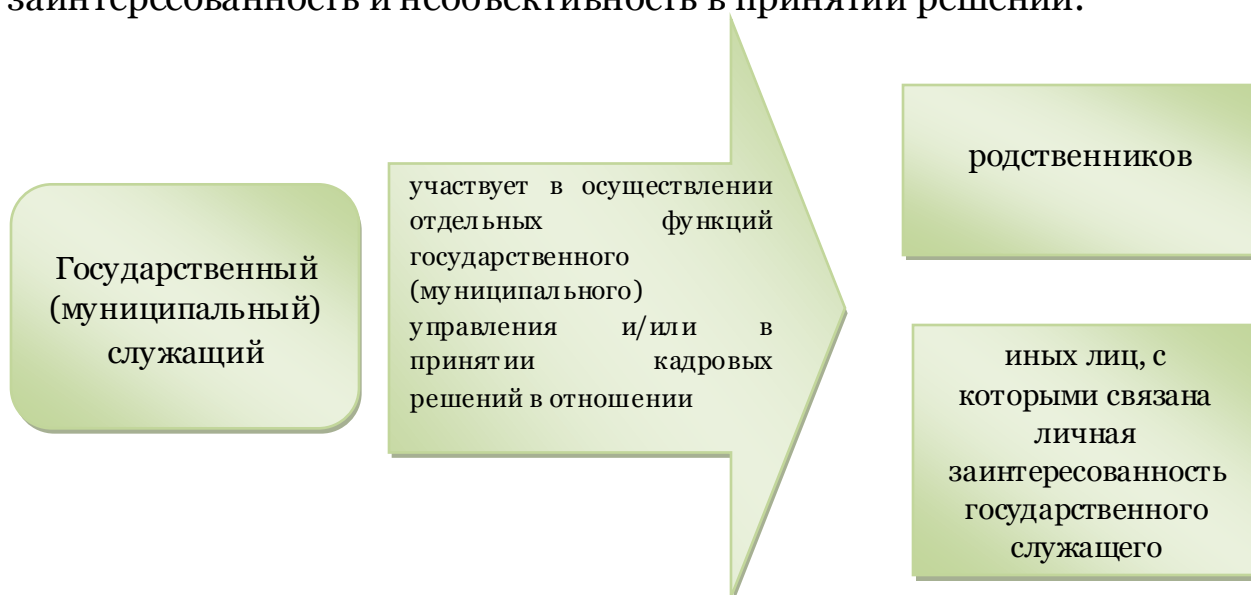 заинтересованность и необъективность в принятии решений.
Государственный
(муниципальный)
служащий
участвует в осуществлении
отдельных функций
государственного
(муниципального)
управления и/или в
принятии кадровых
решений в отношении
родственников
иных лиц, с
которыми связана
личная
заинтересованность
государственного
служащего